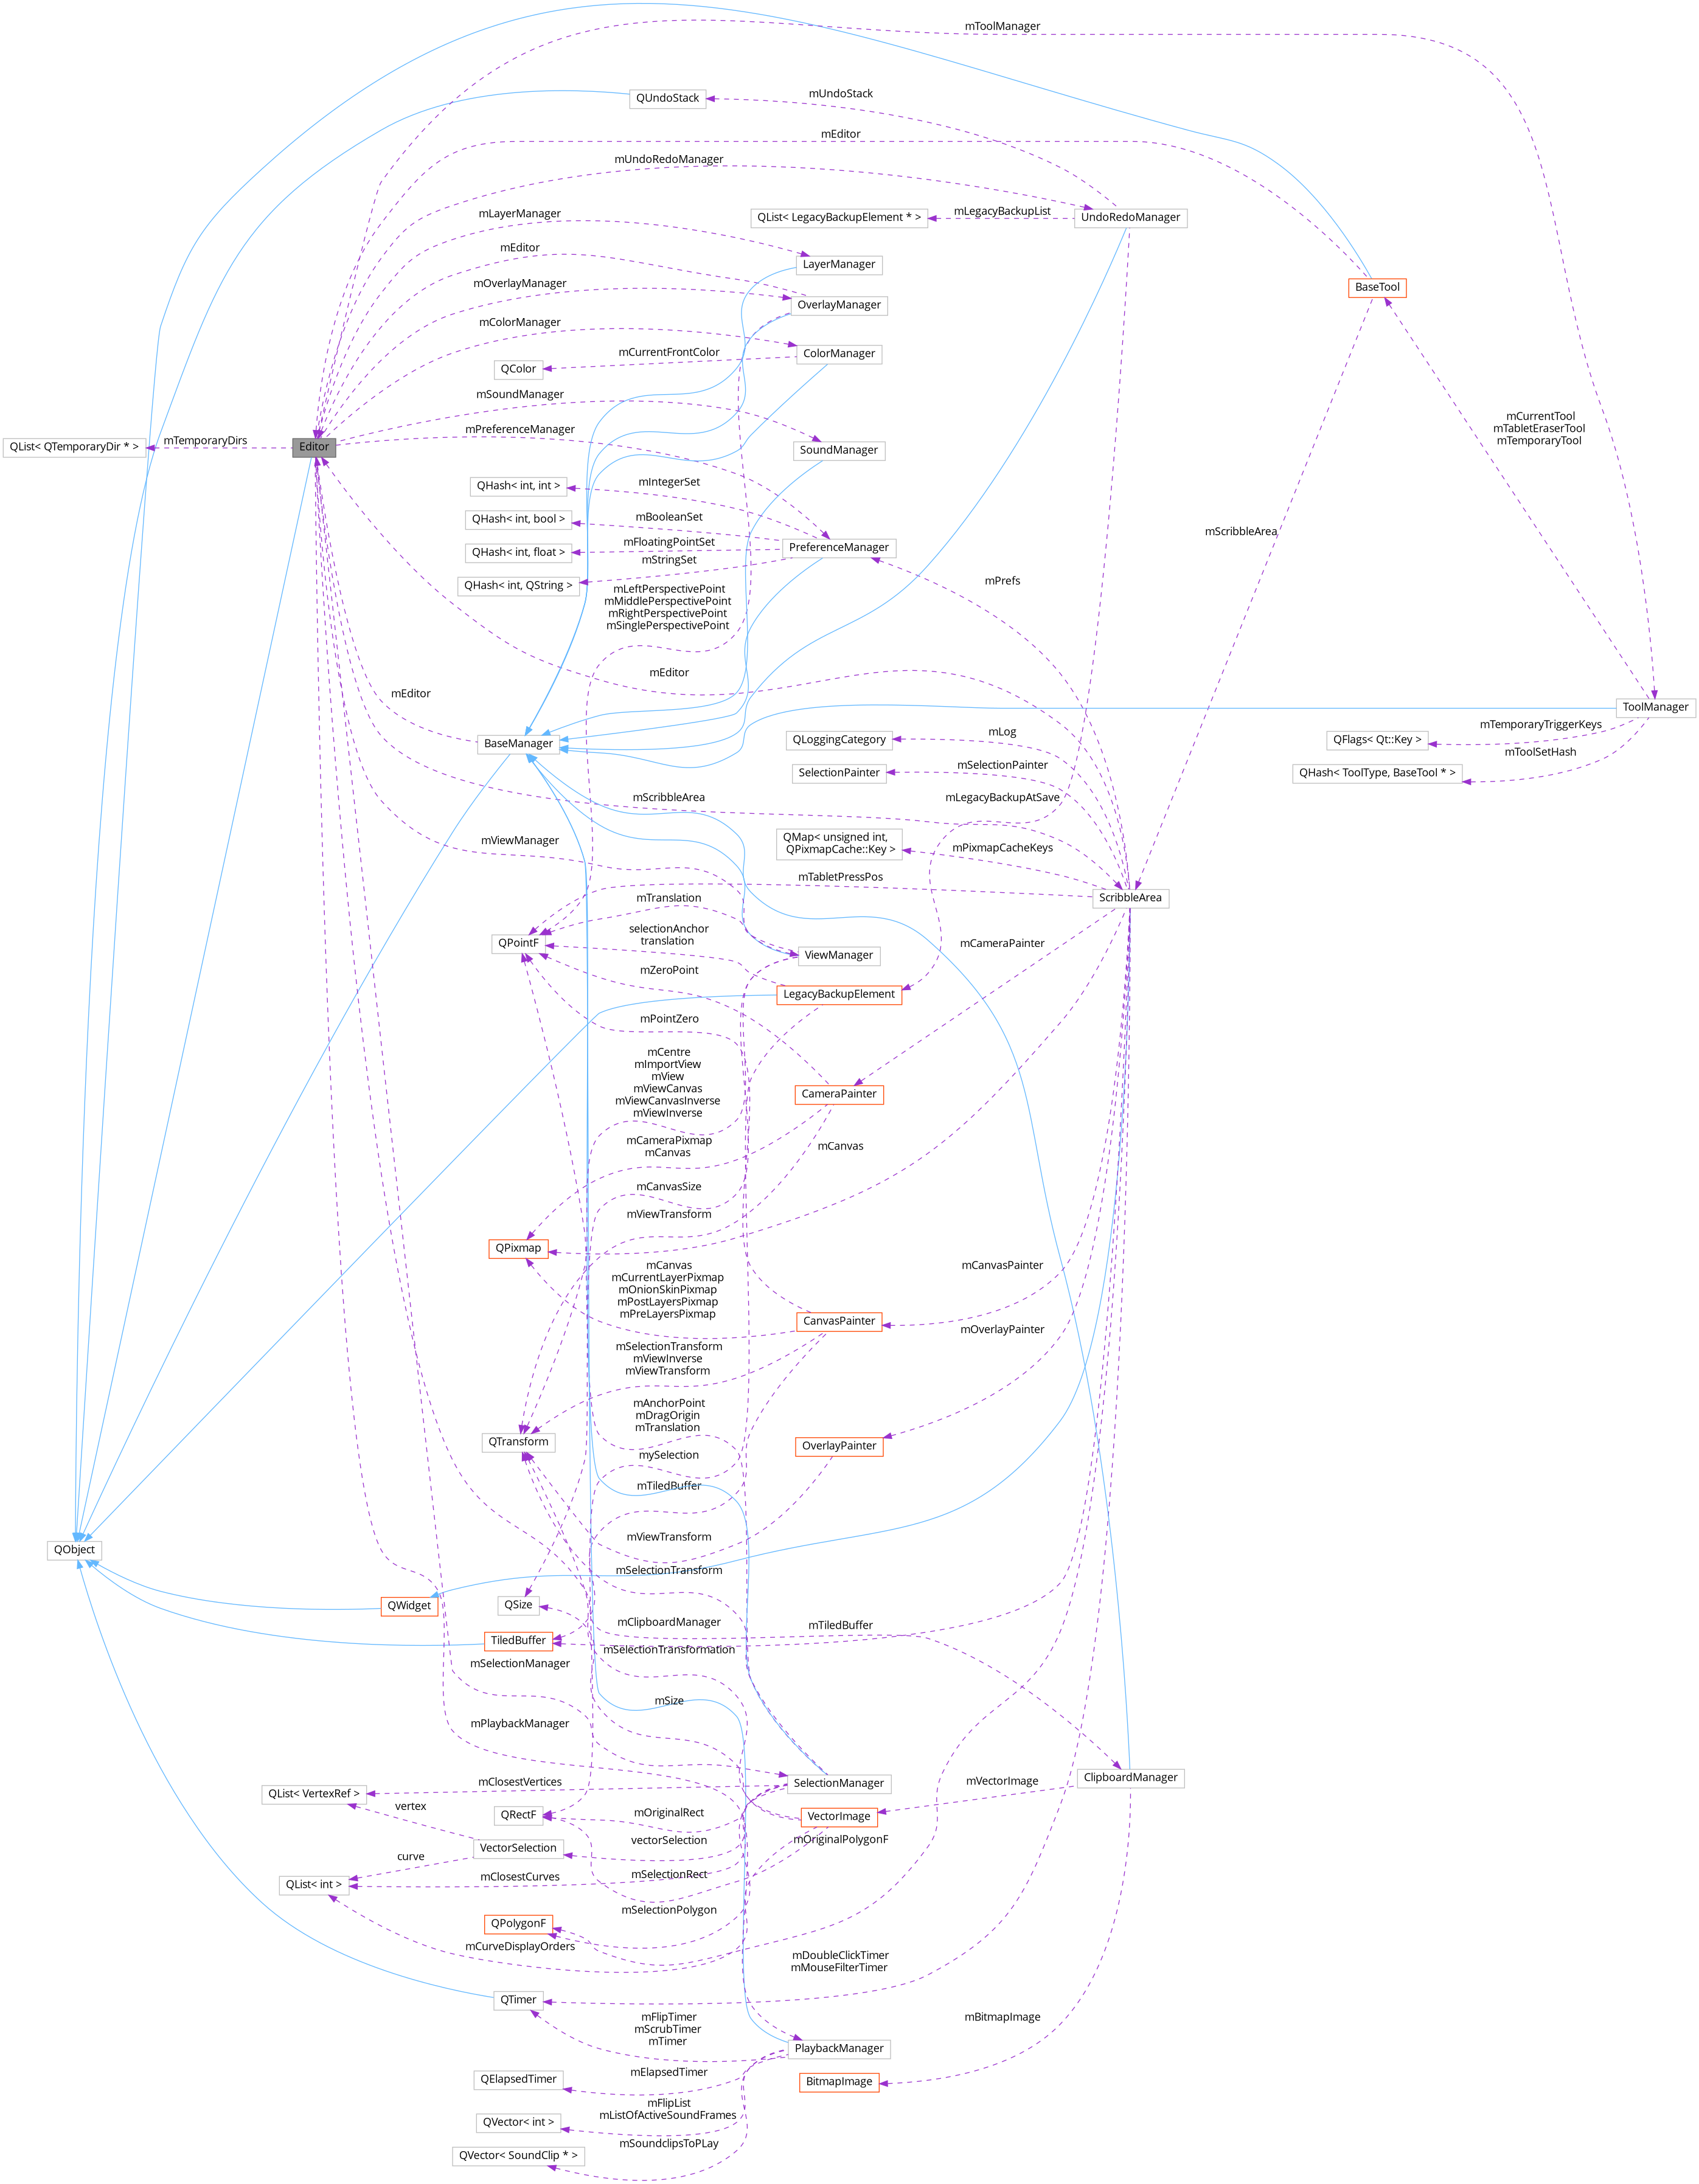 mToolManager
QUndoStack
mUndoStack
mEditor
mUndoRedoManager
QList< LegacyBackupElement * >
mLegacyBackupList
UndoRedoManager
mLayerManager
LayerManager
mEditor
mOverlayManager
OverlayManager
BaseTool
mColorManager
ColorManager
mCurrentFrontColor
QColor
mSoundManager
mCurrentTool
mTabletEraserTool
mTemporaryTool
mPreferenceManager
QList< QTemporaryDir * >
mTemporaryDirs
Editor
SoundManager
QHash< int, int >
mIntegerSet
QHash< int, bool >
mBooleanSet
mScribbleArea
QHash< int, float >
mFloatingPointSet
PreferenceManager
mStringSet
QHash< int, QString >
mPrefs
mLeftPerspectivePoint
mMiddlePerspectivePoint
mRightPerspectivePoint
mSinglePerspectivePoint
mEditor
mEditor
ToolManager
mTemporaryTriggerKeys
BaseManager
QLoggingCategory
mLog
QFlags< Qt::Key >
mToolSetHash
SelectionPainter
mSelectionPainter
QHash< ToolType, BaseTool * >
mScribbleArea
mLegacyBackupAtSave
mViewManager
QMap< unsigned int,
QPixmapCache::Key >
mPixmapCacheKeys
mTabletPressPos
ScribbleArea
mTranslation
selectionAnchor
translation
QPointF
mCameraPainter
ViewManager
mZeroPoint
LegacyBackupElement
mPointZero
mCentre
mImportView
mView
mViewCanvas
mViewCanvasInverse
mViewInverse
CameraPainter
mCameraPixmap
mCanvas
mCanvas
mCanvasSize
mViewTransform
QPixmap
mCanvas
mCurrentLayerPixmap
mOnionSkinPixmap
mPostLayersPixmap
mPreLayersPixmap
mCanvasPainter
CanvasPainter
mOverlayPainter
mSelectionTransform
mViewInverse
mViewTransform
mAnchorPoint
mDragOrigin
mTranslation
QTransform
OverlayPainter
mySelection
mTiledBuffer
mViewTransform
QObject
mSelectionTransform
QWidget
QSize
mClipboardManager
mTiledBuffer
TiledBuffer
mSelectionTransformation
mSelectionManager
mSize
mPlaybackManager
SelectionManager
ClipboardManager
mClosestVertices
mVectorImage
QList< VertexRef >
vertex
QRectF
mOriginalRect
VectorImage
mOriginalPolygonF
vectorSelection
VectorSelection
curve
mClosestCurves
mSelectionRect
QList< int >
mSelectionPolygon
QPolygonF
mCurveDisplayOrders
mDoubleClickTimer
mMouseFilterTimer
QTimer
mFlipTimer
mScrubTimer
mTimer
mBitmapImage
PlaybackManager
mElapsedTimer
QElapsedTimer
BitmapImage
mFlipList
mListOfActiveSoundFrames
QVector< int >
mSoundclipsToPLay
QVector< SoundClip * >